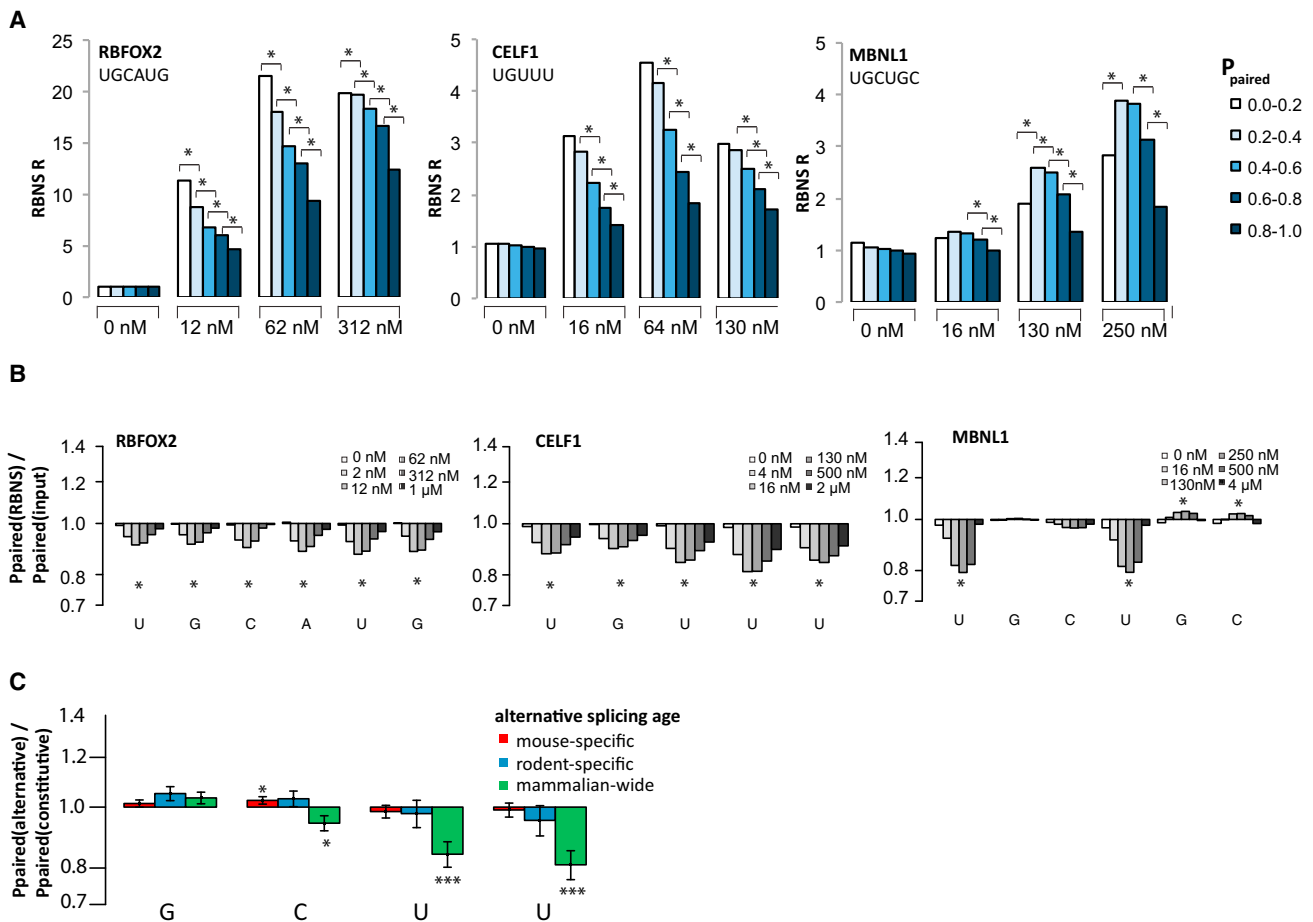 A
RBFOX2
UGCAUG
RBNS R
25
20
15
10
5
0
0 nM
12 nM
62 nM
312 nM
* * * *
* * * *
* * * *
CELF1
UGUUU
RBNS R
5
4
3
2
1
0
0 nM
16 nM
64 nM
130 nM
* * *
* * *
* * *
MBNL1
UGCUGC
RBNS R
5
4
3
2
1
0
0 nM
16 nM
130 nM
250 nM
* *
* * * *
* * *
Ppaired
0.0-0.2
0.2-0.4
0.4-0.6
0.6-0.8
0.8-1.0
B
Ppaired(RBNS) /
Ppaired(input)
RBFOX2
1.4
1.2
1.0
0.8
0.7
0 nM
2 nM
12 nM
62 nM
312 nM
1 µM
* * * * * *
U G C A U G
CELF1
1.4
1.2
1.0
0.8
0.7
0 nM
4 nM
16 nM
130 nM
500 nM
2 µM
* * * * *
U G U U U
MBNL1
1.4
1.2
1.0
0.8
0.7
0 nM
16 nM
130nM
250 nM
500 nM
4 µM
* * * *
U G C U G C
C
Ppaired(alternative) /
Ppaired(constitutive)
1.4
1.2
1.0
0.8
0.7
alternative splicing age
mouse-specific
rodent-specific
mammalian-wide
* * *** ***
G C U U